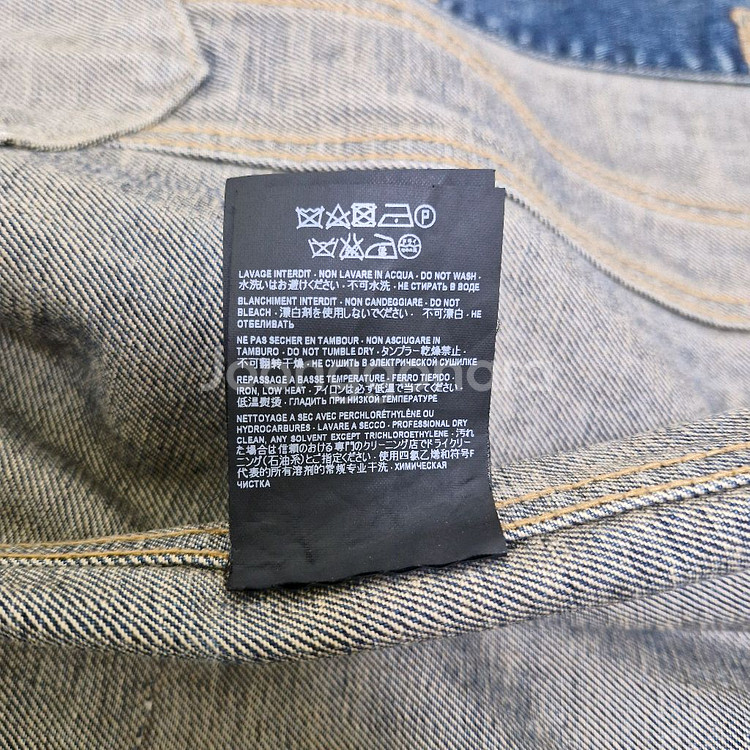 P
ドライ
LAVAGE INTERDIT · NON LAVARE IN ACQUA · DO NOT WASH ·
水洗いはお避けください · 不可水洗 · НЕ СТИРАТЬ В ВОДЕ
BLANCHIMENT INTERDIT · NON CANDEGGIARE · DO NOT
BLEACH · 漂白剤を使用しないでください · 不可漂白 · НЕ
ОТБЕЛИВАТЬ
NE PAS SECHER EN TAMBOUR · NON ASCIUGARE IN
TAMBURO · DO NOT TUMBLE DRY · タンブラー乾燥禁止 ·
不可翻转干燥 · НЕ СУШИТЬ В ЭЛЕКТРИЧЕСКОЙ СУШИЛКЕ
REPASSAGE A BASSE TEMPERATURE · FERRO TIEPIDO ·
IRON, LOW HEAT · アイロンは必ず低温で当ててください ·
低温熨烫 · ГЛАДИТЬ ПРИ НИЗКОЙ ТЕМПЕРАТУРЕ
NETTOYAGE A SEC AVEC PERCHLORÉTHYLÈNE OU
HYDROCARBURES · LAVARE A SECCO · PROFESSIONAL DRY
CLEAN, ANY SOLVENT EXCEPT TRICHLOROETHYLENE · 汚れ
た場合は信頼のおける専門のクリーニング店でドライクリー
ニング(石油系)とご指定ください · 使用四氯乙烯和符号F
代表的所有溶剂的常规专业干洗 · ХИМИЧЕСКАЯ
ЧИСТКА